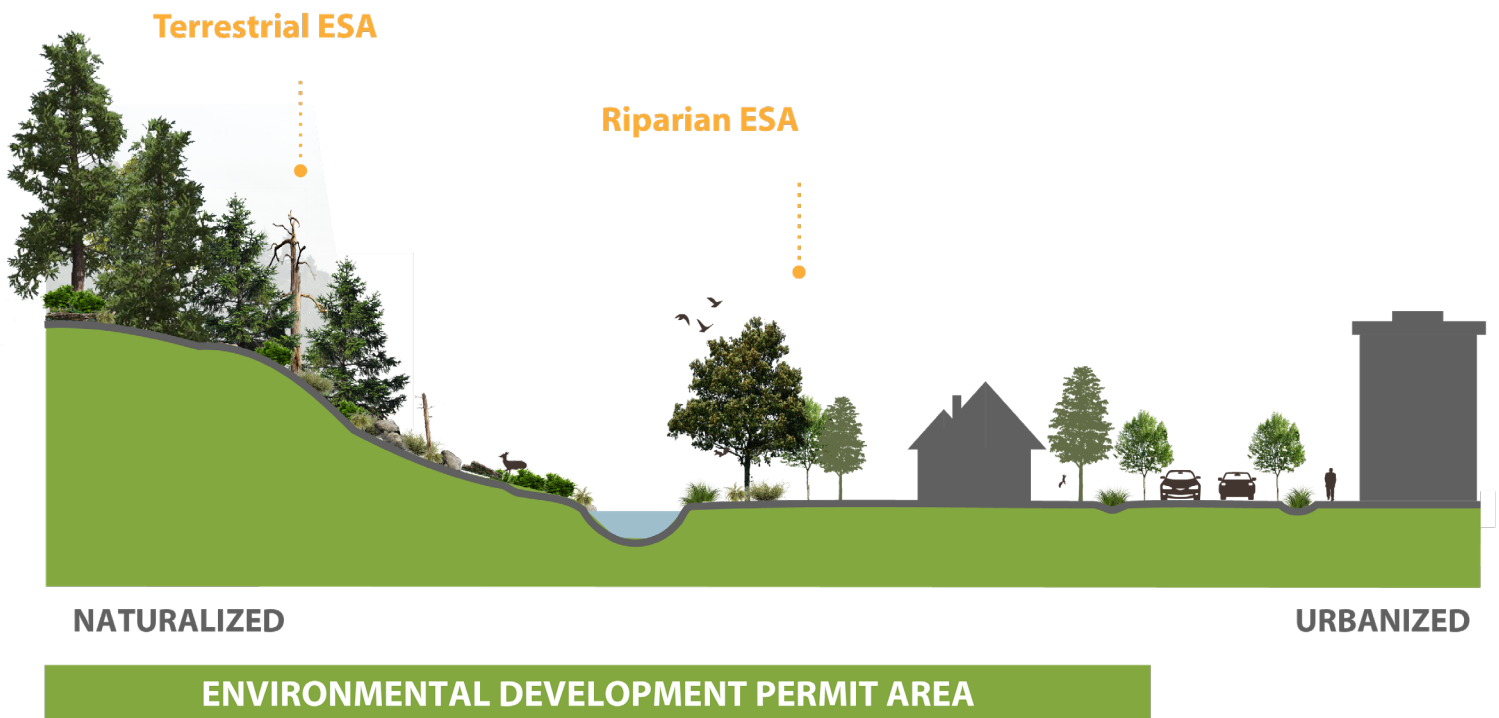 Terrestrial ESA
Riparian ESA
NATURALIZED
URBANIZED
ENVIRONMENTAL DEVELOPMENT PERMIT AREA